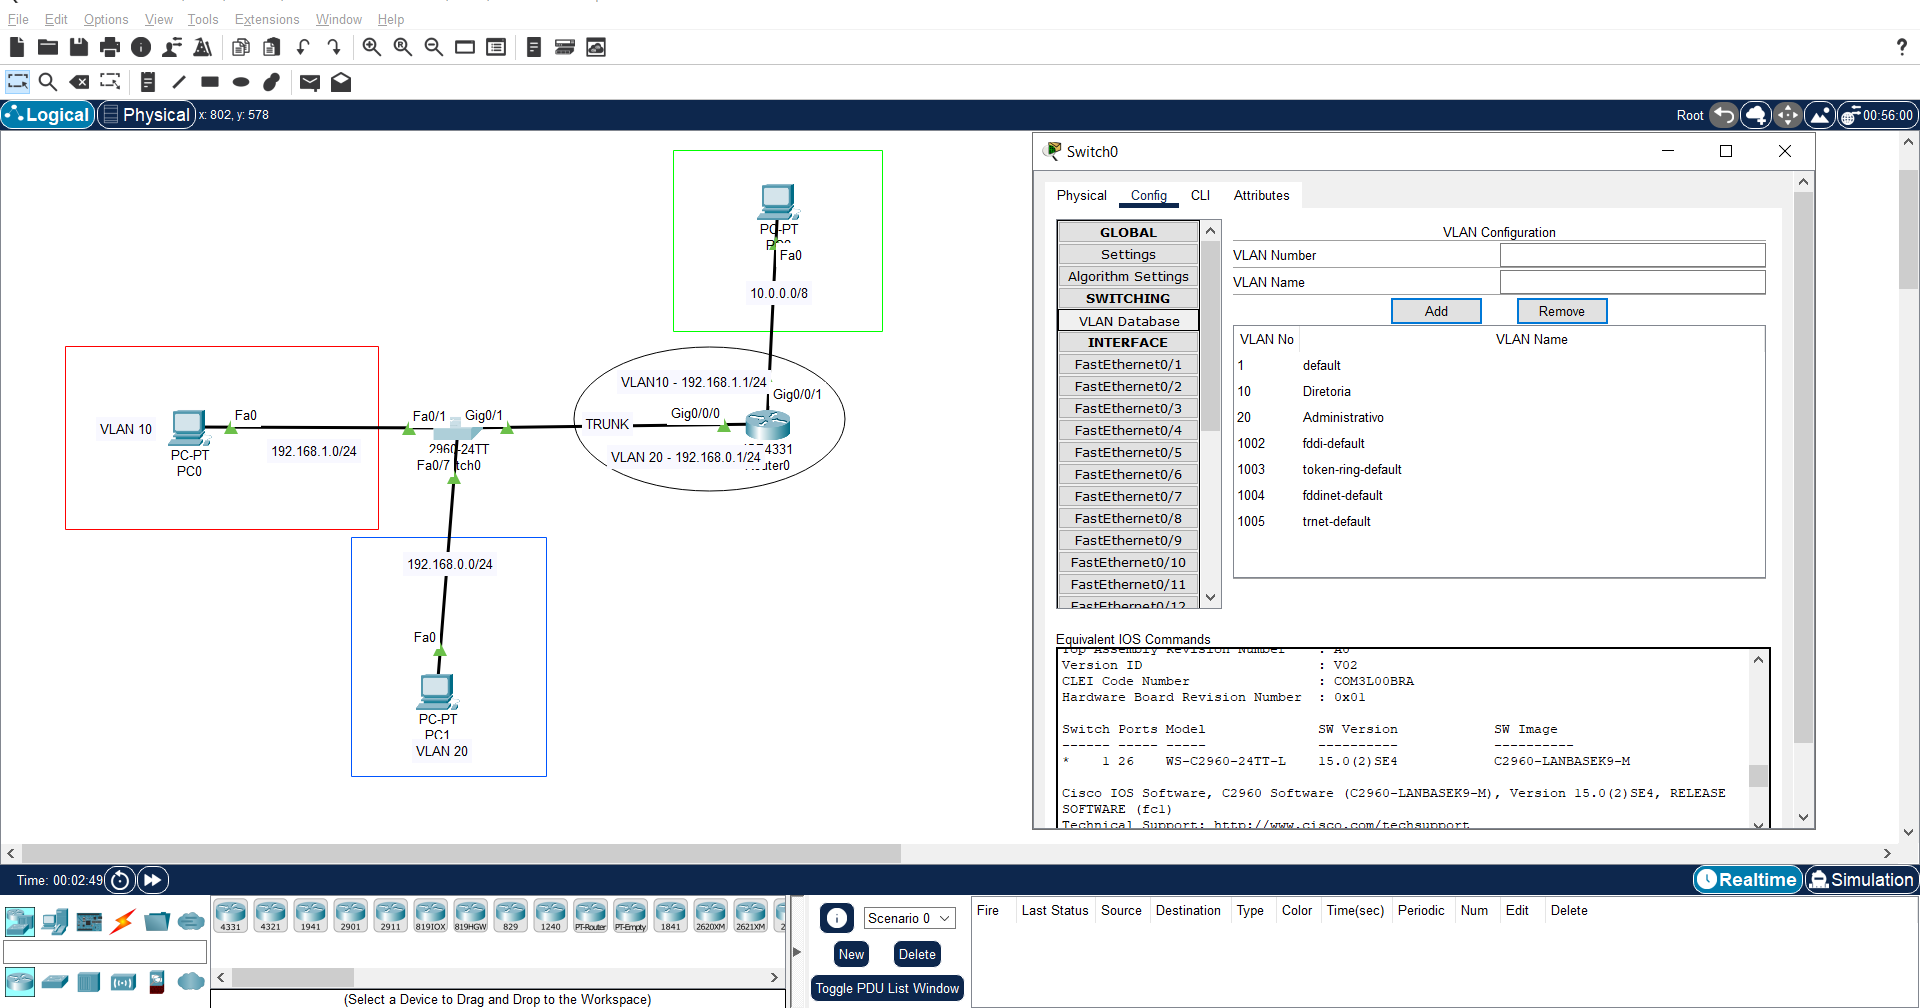 File Edit Options View Tools Extensions Window Help
Logical Physical x: 802, y: 578
Root 00:56:00
PC-PT
Fa0
10.0.0.0/8
VLAN10 - 192.168.1.1/24
Gig0/0/1
Fa0
Fa0/1 Gig0/1
Gig0/0/0
VLAN 10
TRUNK
192.168.1.0/24
2960-24TT
4331
PC-PT
PC0
Fa0/7 tch0
VLAN 20 - 192.168.0.1/24
uter0
192.168.0.0/24
Fa0
PC-PT
PC1
VLAN 20
Switch0
Physical Config CLI Attributes
GLOBAL
Settings
Algorithm Settings
SWITCHING
VLAN Database
INTERFACE
FastEthernet0/1
FastEthernet0/2
FastEthernet0/3
FastEthernet0/4
FastEthernet0/5
FastEthernet0/6
FastEthernet0/7
FastEthernet0/8
FastEthernet0/9
FastEthernet0/10
FastEthernet0/11
FastEthernet0/12
VLAN Configuration
VLAN Number
VLAN Name
Add Remove
VLAN No VLAN Name
1 default
10 Diretoria
20 Administrativo
1002 fddi-default
1003 token-ring-default
1004 fddinet-default
1005 trnet-default
Equivalent IOS Commands
Top Assembly Revision Number : A0
Version ID : V02
CLEI Code Number : COM3L00BRA
Hardware Board Revision Number : 0x01
Switch Ports Model SW Version SW Image
------ ----- ----- ---------- ----------
* 1 26 WS-C2960-24TT-L 15.0(2)SE4 C2960-LANBASEK9-M
Cisco IOS Software, C2960 Software (C2960-LANBASEK9-M), Version 15.0(2)SE4, RELEASE
SOFTWARE (fc1)
Technical Support: http://www.cisco.com/techsupport
Time: 00:02:49
Realtime Simulation
4331 4321 1941 2901 2911 819IOX 819HGW 829 1240 PT-Router PT-Empty 1841 2620XM 2621XM 2
(Select a Device to Drag and Drop to the Workspace)
Scenario 0
New Delete
Toggle PDU List Window
Fire Last Status Source Destination Type Color Time(sec) Periodic Num Edit Delete